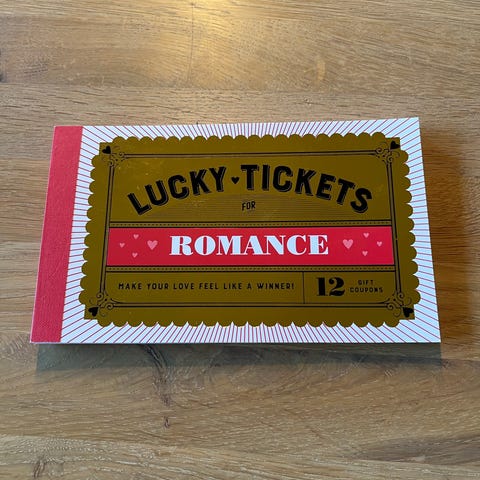 LUCKY♥TICKETS
FOR
ROMANCE
MAKE YOUR LOVE FEEL LIKE A WINNER!
12 GIFT
COUPONS